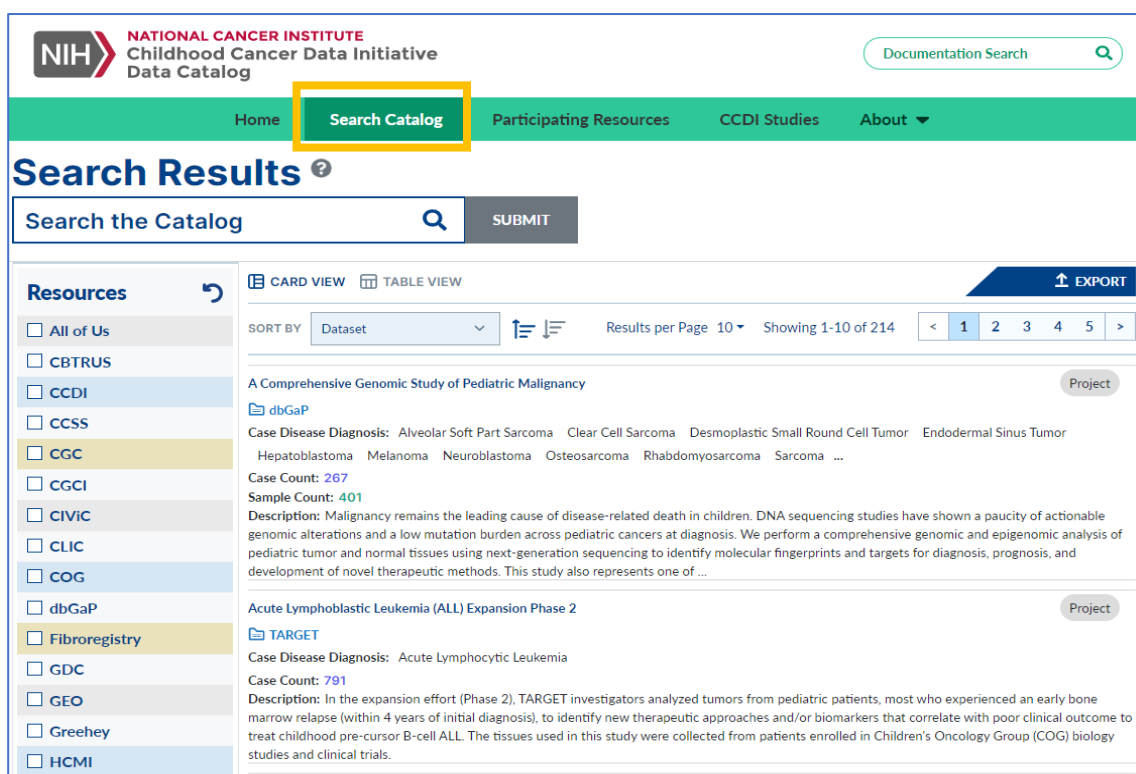 NIH
NATIONAL CANCER INSTITUTE
Childhood Cancer Data Initiative
Data Catalog
Documentation Search
Home Search Catalog Participating Resources CCDI Studies About
Search Results ?
Search the Catalog
SUBMIT
Resources
All of Us
CBTRUS
CCDI
CCSS
CGC
CGCI
CIViC
CLIC
COG
dbGaP
Fibroregistry
GDC
GEO
Greehey
HCMI
CARD VIEW TABLE VIEW
EXPORT
SORT BY Dataset Results per Page 10 Showing 1-10 of 214 < 1 2 3 4 5 >
A Comprehensive Genomic Study of Pediatric Malignancy Project
dbGaP
Case Disease Diagnosis: Alveolar Soft Part Sarcoma Clear Cell Sarcoma Desmoplastic Small Round Cell Tumor Endodermal Sinus Tumor
Hepatoblastoma Melanoma Neuroblastoma Osteosarcoma Rhabdomyosarcoma Sarcoma ...
Case Count: 267
Sample Count: 401
Description: Malignancy remains the leading cause of disease-related death in children. DNA sequencing studies have shown a paucity of actionable
genomic alterations and a low mutation burden across pediatric cancers at diagnosis. We perform a comprehensive genomic and epigenomic analysis of
pediatric tumor and normal tissues using next-generation sequencing to identify molecular fingerprints and targets for diagnosis, prognosis, and
development of novel therapeutic methods. This study also represents one of ...
Acute Lymphoblastic Leukemia (ALL) Expansion Phase 2 Project
TARGET
Case Disease Diagnosis: Acute Lymphocytic Leukemia
Case Count: 791
Description: In the expansion effort (Phase 2), TARGET investigators analyzed tumors from pediatric patients, most who experienced an early bone
marrow relapse (within 4 years of initial diagnosis), to identify new therapeutic approaches and/or biomarkers that correlate with poor clinical outcome to
treat childhood pre-cursor B-cell ALL. The tissues used in this study were collected from patients enrolled in Children's Oncology Group (COG) biology
studies and clinical trials.